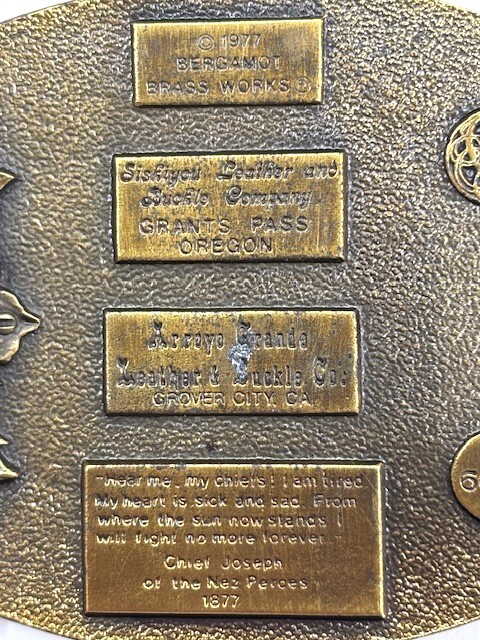 © 1977
BERGAMOT
BRASS WORKS ®
Siskiyou Leather and
Buckle Company
GRANTS PASS
OREGON
Arroyo Grande
Leather & Buckle Co.
GROVER CITY, CA.
"Hear me, my chiefs! I am tired
My heart is sick and sad. From
where the sun now stands I
will fight no more forever."
Chief Joseph
of the Nez Perces
1877
6